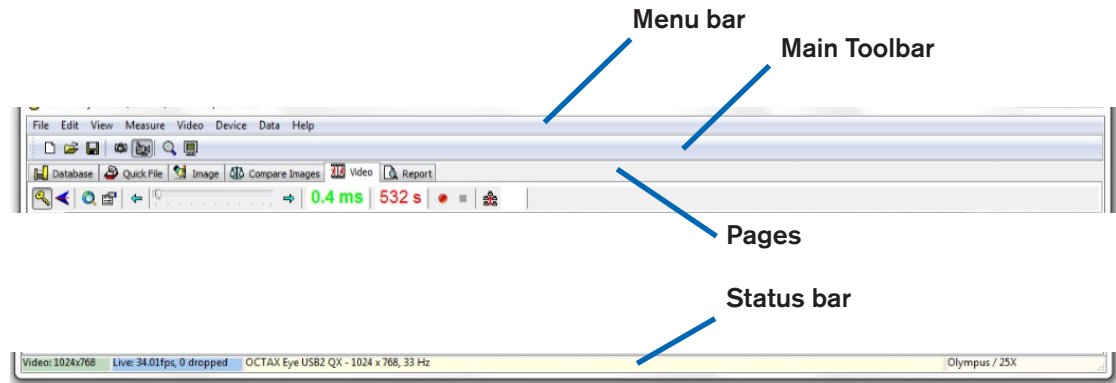 Menu bar
Main Toolbar
File Edit View Measure Video Device Data Help
Database Quick File Image Compare Images Video Report
0.4 ms 532 s
Pages
Status bar
Video: 1024x768 Live: 34.01fps, 0 dropped OCTAX Eye USB2 QX - 1024 x 768, 33 Hz Olympus / 25X